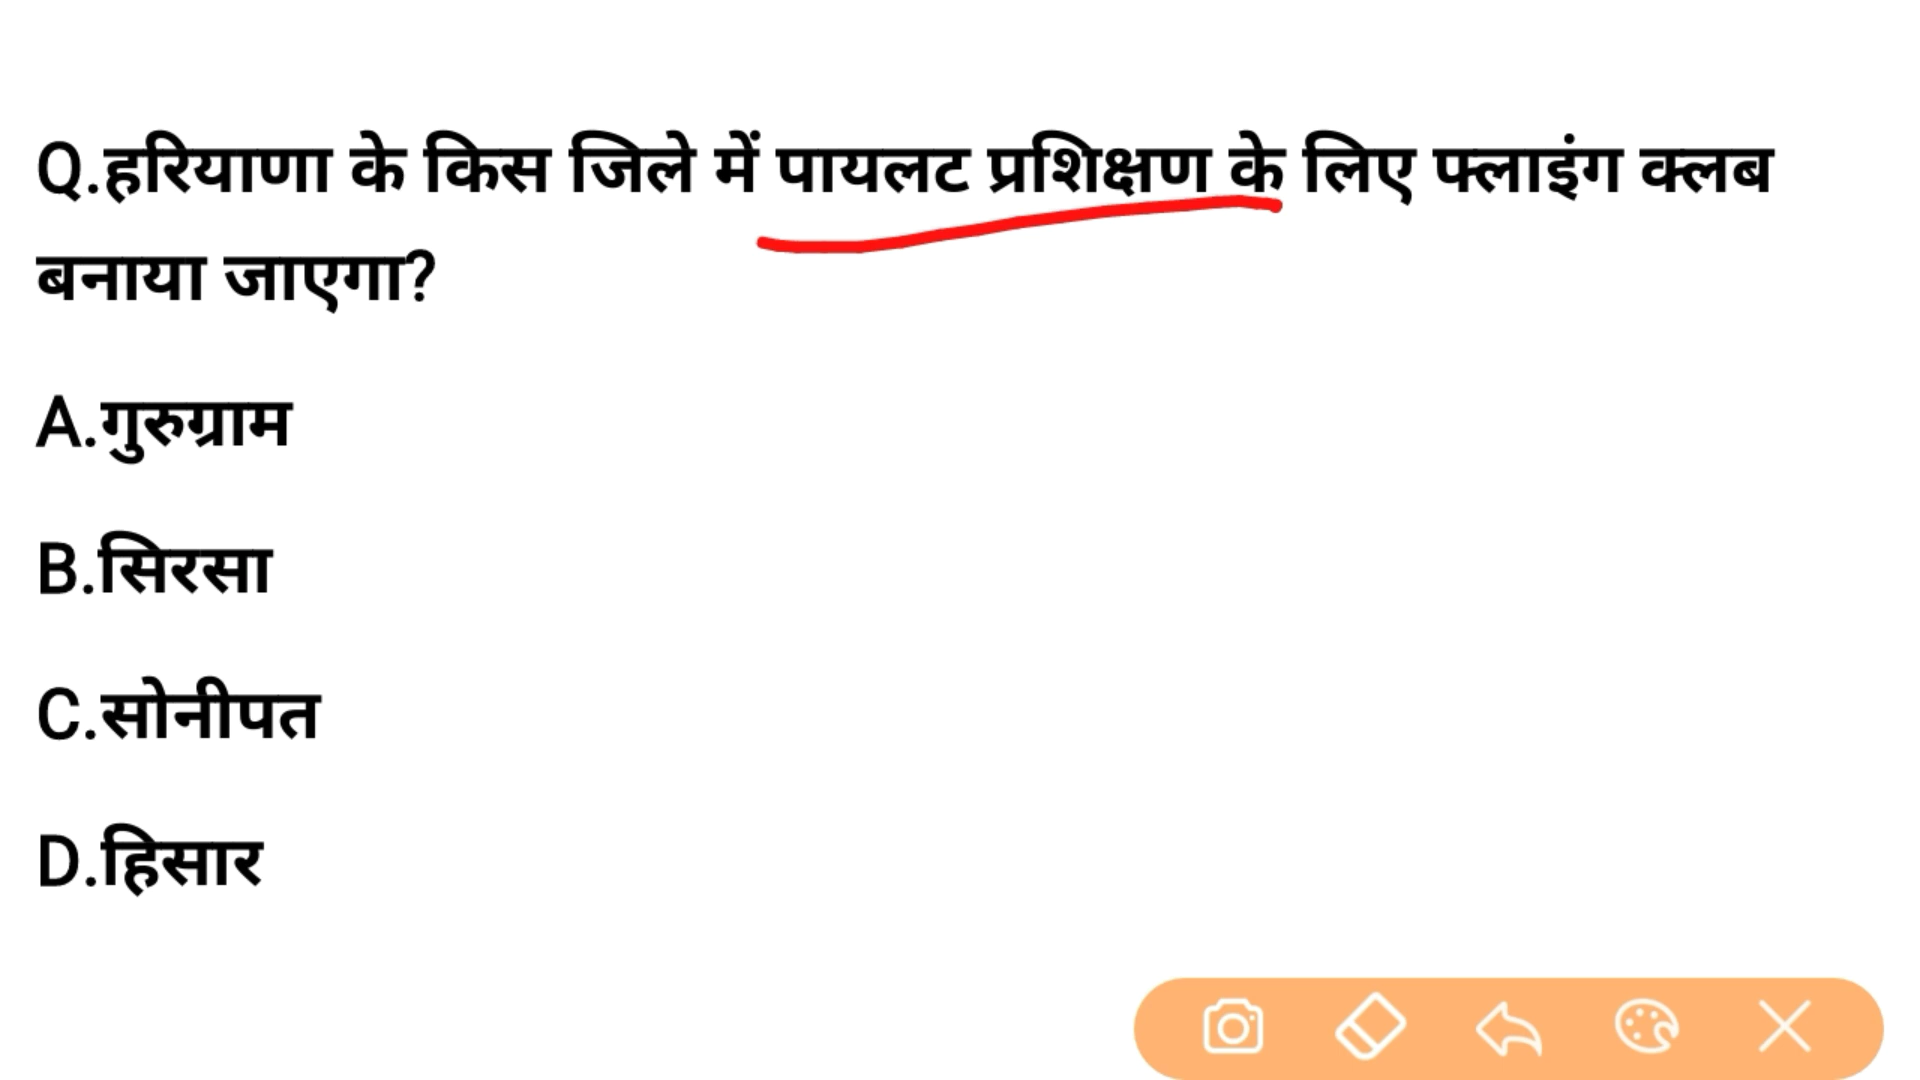 Q.हरियाणा के किस जिले में पायलट प्रशिक्षण के लिए फ्लाइंग क्लब
बनाया जाएगा?
A.गुरुग्राम
B.सिरसा
C.सोनीपत
D.हिसार